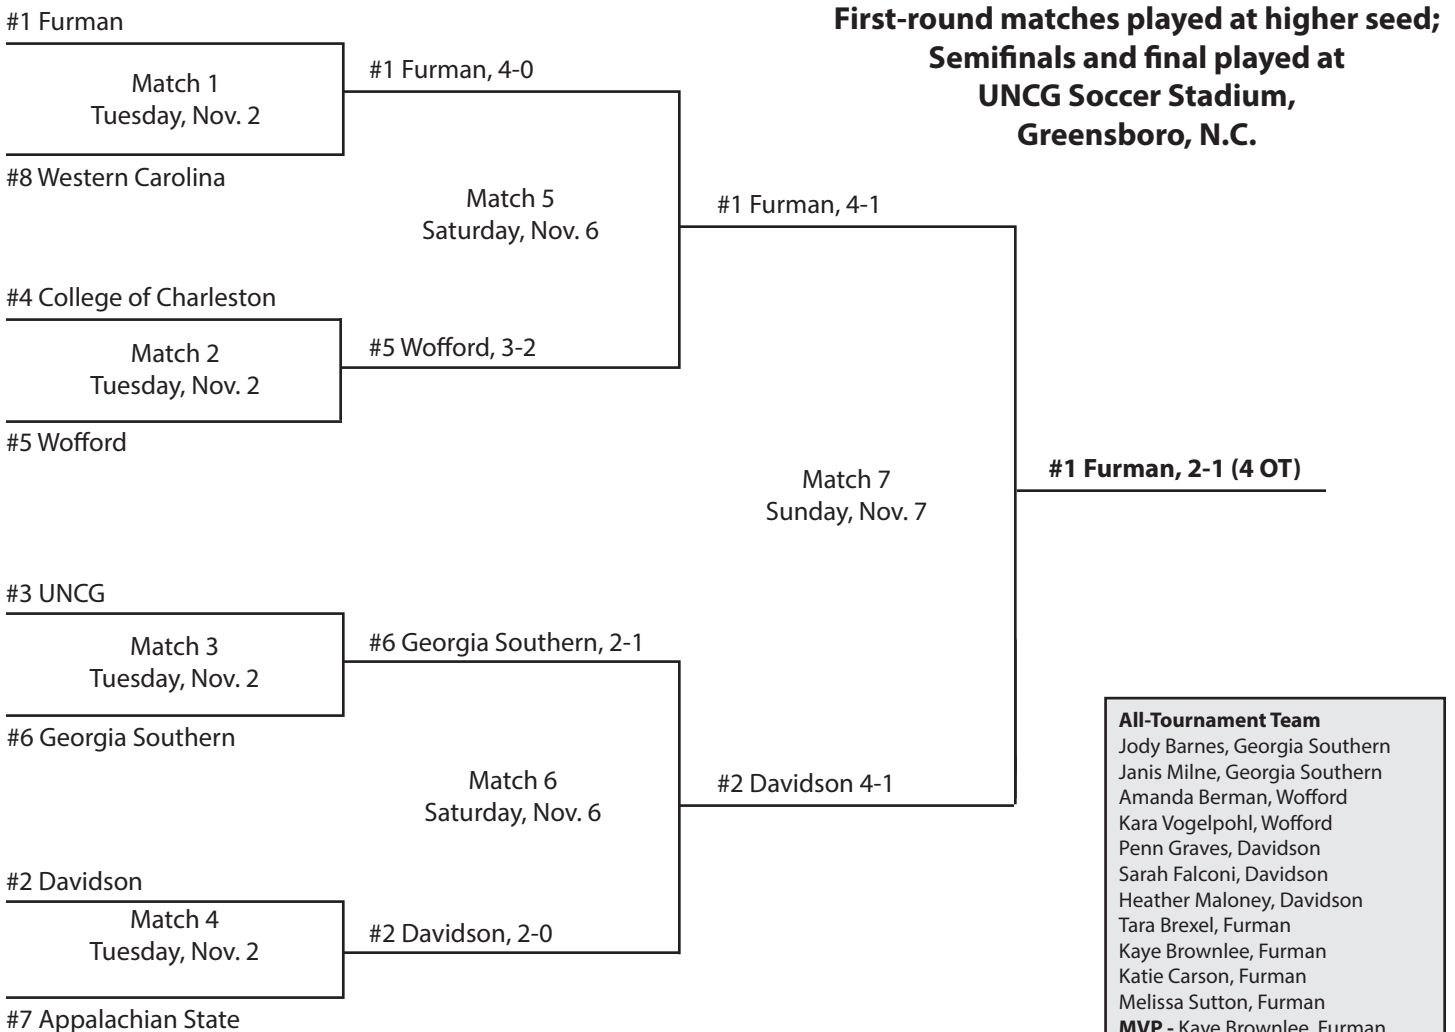 #1 Furman
First-round matches played at higher seed;
Semifinals and final played at
UNCG Soccer Stadium,
Greensboro, N.C.
Match 1
Tuesday, Nov. 2
#1 Furman, 4-0
#8 Western Carolina
Match 5
Saturday, Nov. 6
#1 Furman, 4-1
#4 College of Charleston
Match 2
Tuesday, Nov. 2
#5 Wofford, 3-2
#5 Wofford
Match 7
Sunday, Nov. 7
#1 Furman, 2-1 (4 OT)
#3 UNCG
Match 3
Tuesday, Nov. 2
#6 Georgia Southern, 2-1
#6 Georgia Southern
Match 6
Saturday, Nov. 6
#2 Davidson 4-1
#2 Davidson
Match 4
Tuesday, Nov. 2
#2 Davidson, 2-0
#7 Appalachian State
All-Tournament Team
Jody Barnes, Georgia Southern
Janis Milne, Georgia Southern
Amanda Berman, Wofford
Kara Vogelpohl, Wofford
Penn Graves, Davidson
Sarah Falconi, Davidson
Heather Maloney, Davidson
Tara Brexel, Furman
Kaye Brownlee, Furman
Katie Carson, Furman
Melissa Sutton, Furman
MVP - Kaye Brownlee, Furman